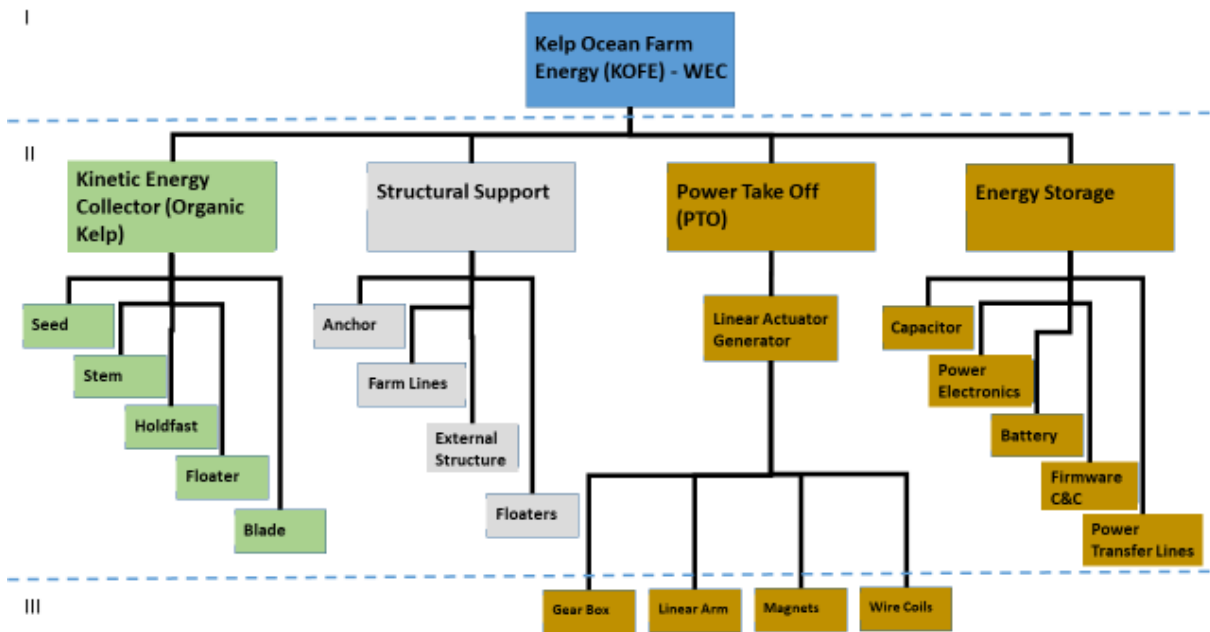 I
Kelp Ocean Farm
Energy (KOFE) - WEC
II
Kinetic Energy
Collector (Organic
Kelp)
Structural Support
Power Take Off
(PTO)
Energy Storage
Seed
Stem
Holdfast
Floater
Blade
Anchor
Farm Lines
External
Structure
Floaters
Linear Actuator
Generator
Capacitor
Power
Electronics
Battery
Firmware
C&C
Power
Transfer Lines
III
Gear Box
Linear Arm
Magnets
Wire Coils